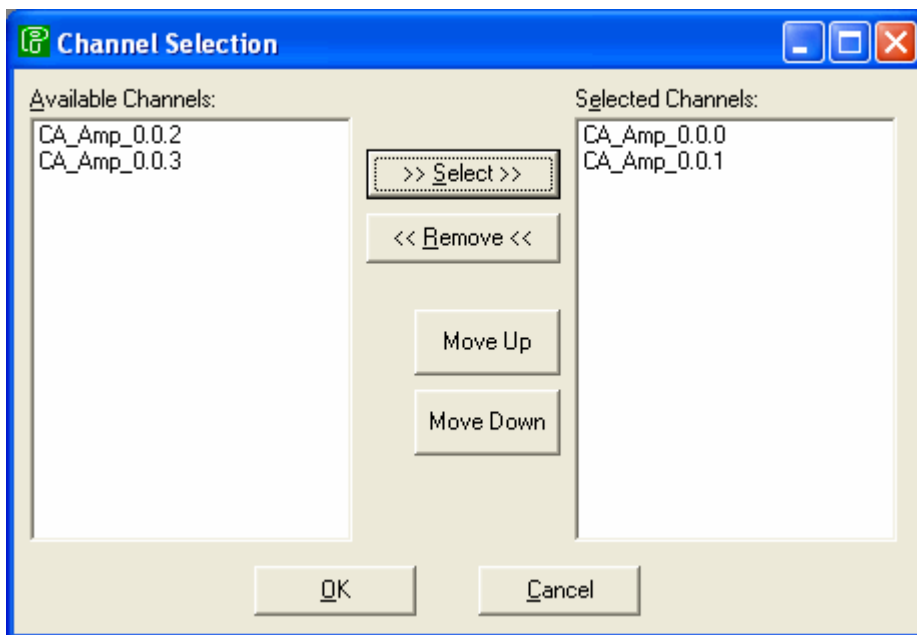 Channel Selection
Available Channels:
CA_Amp_0.0.2
CA_Amp_0.0.3
>> Select >>
<< Remove <<
Move Up
Move Down
Selected Channels:
CA_Amp_0.0.0
CA_Amp_0.0.1
OK
Cancel